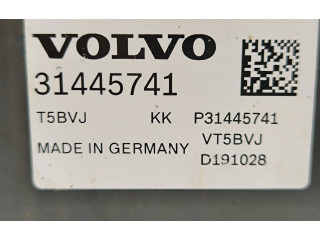 VOLVO
31445741
T5BVJ KK P31445741
VT5BVJ
MADE IN GERMANY
D191028